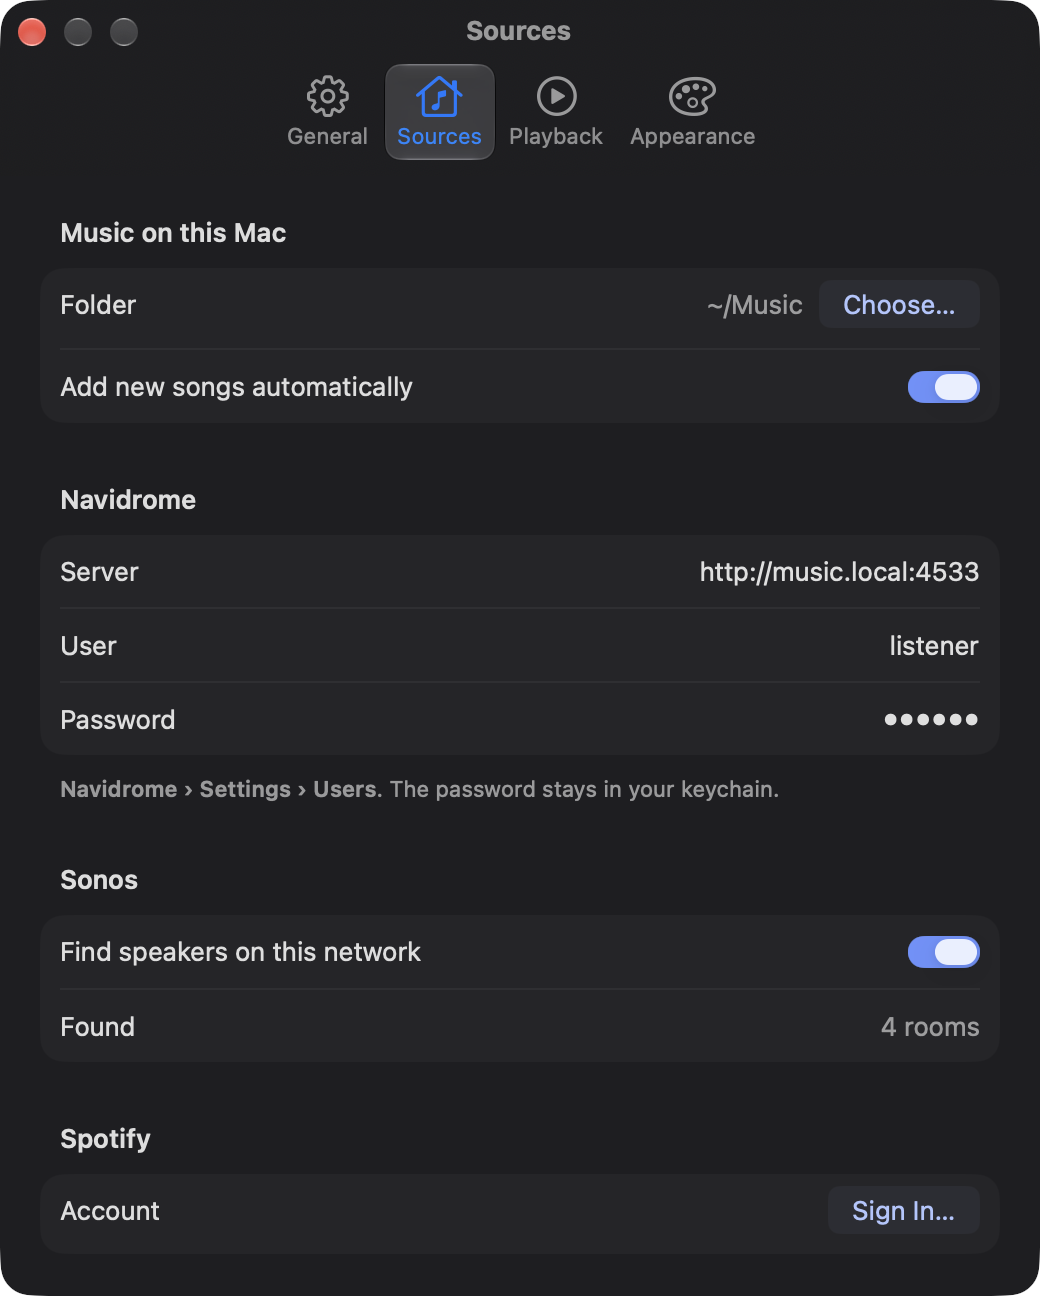 Sources
General
Sources
Playback
Appearance
Music on this Mac
Folder ~/Music Choose...
Add new songs automatically
Navidrome
Server http://music.local:4533
User listener
Password ••••••
Navidrome › Settings › Users. The password stays in your keychain.
Sonos
Find speakers on this network
Found 4 rooms
Spotify
Account Sign In...